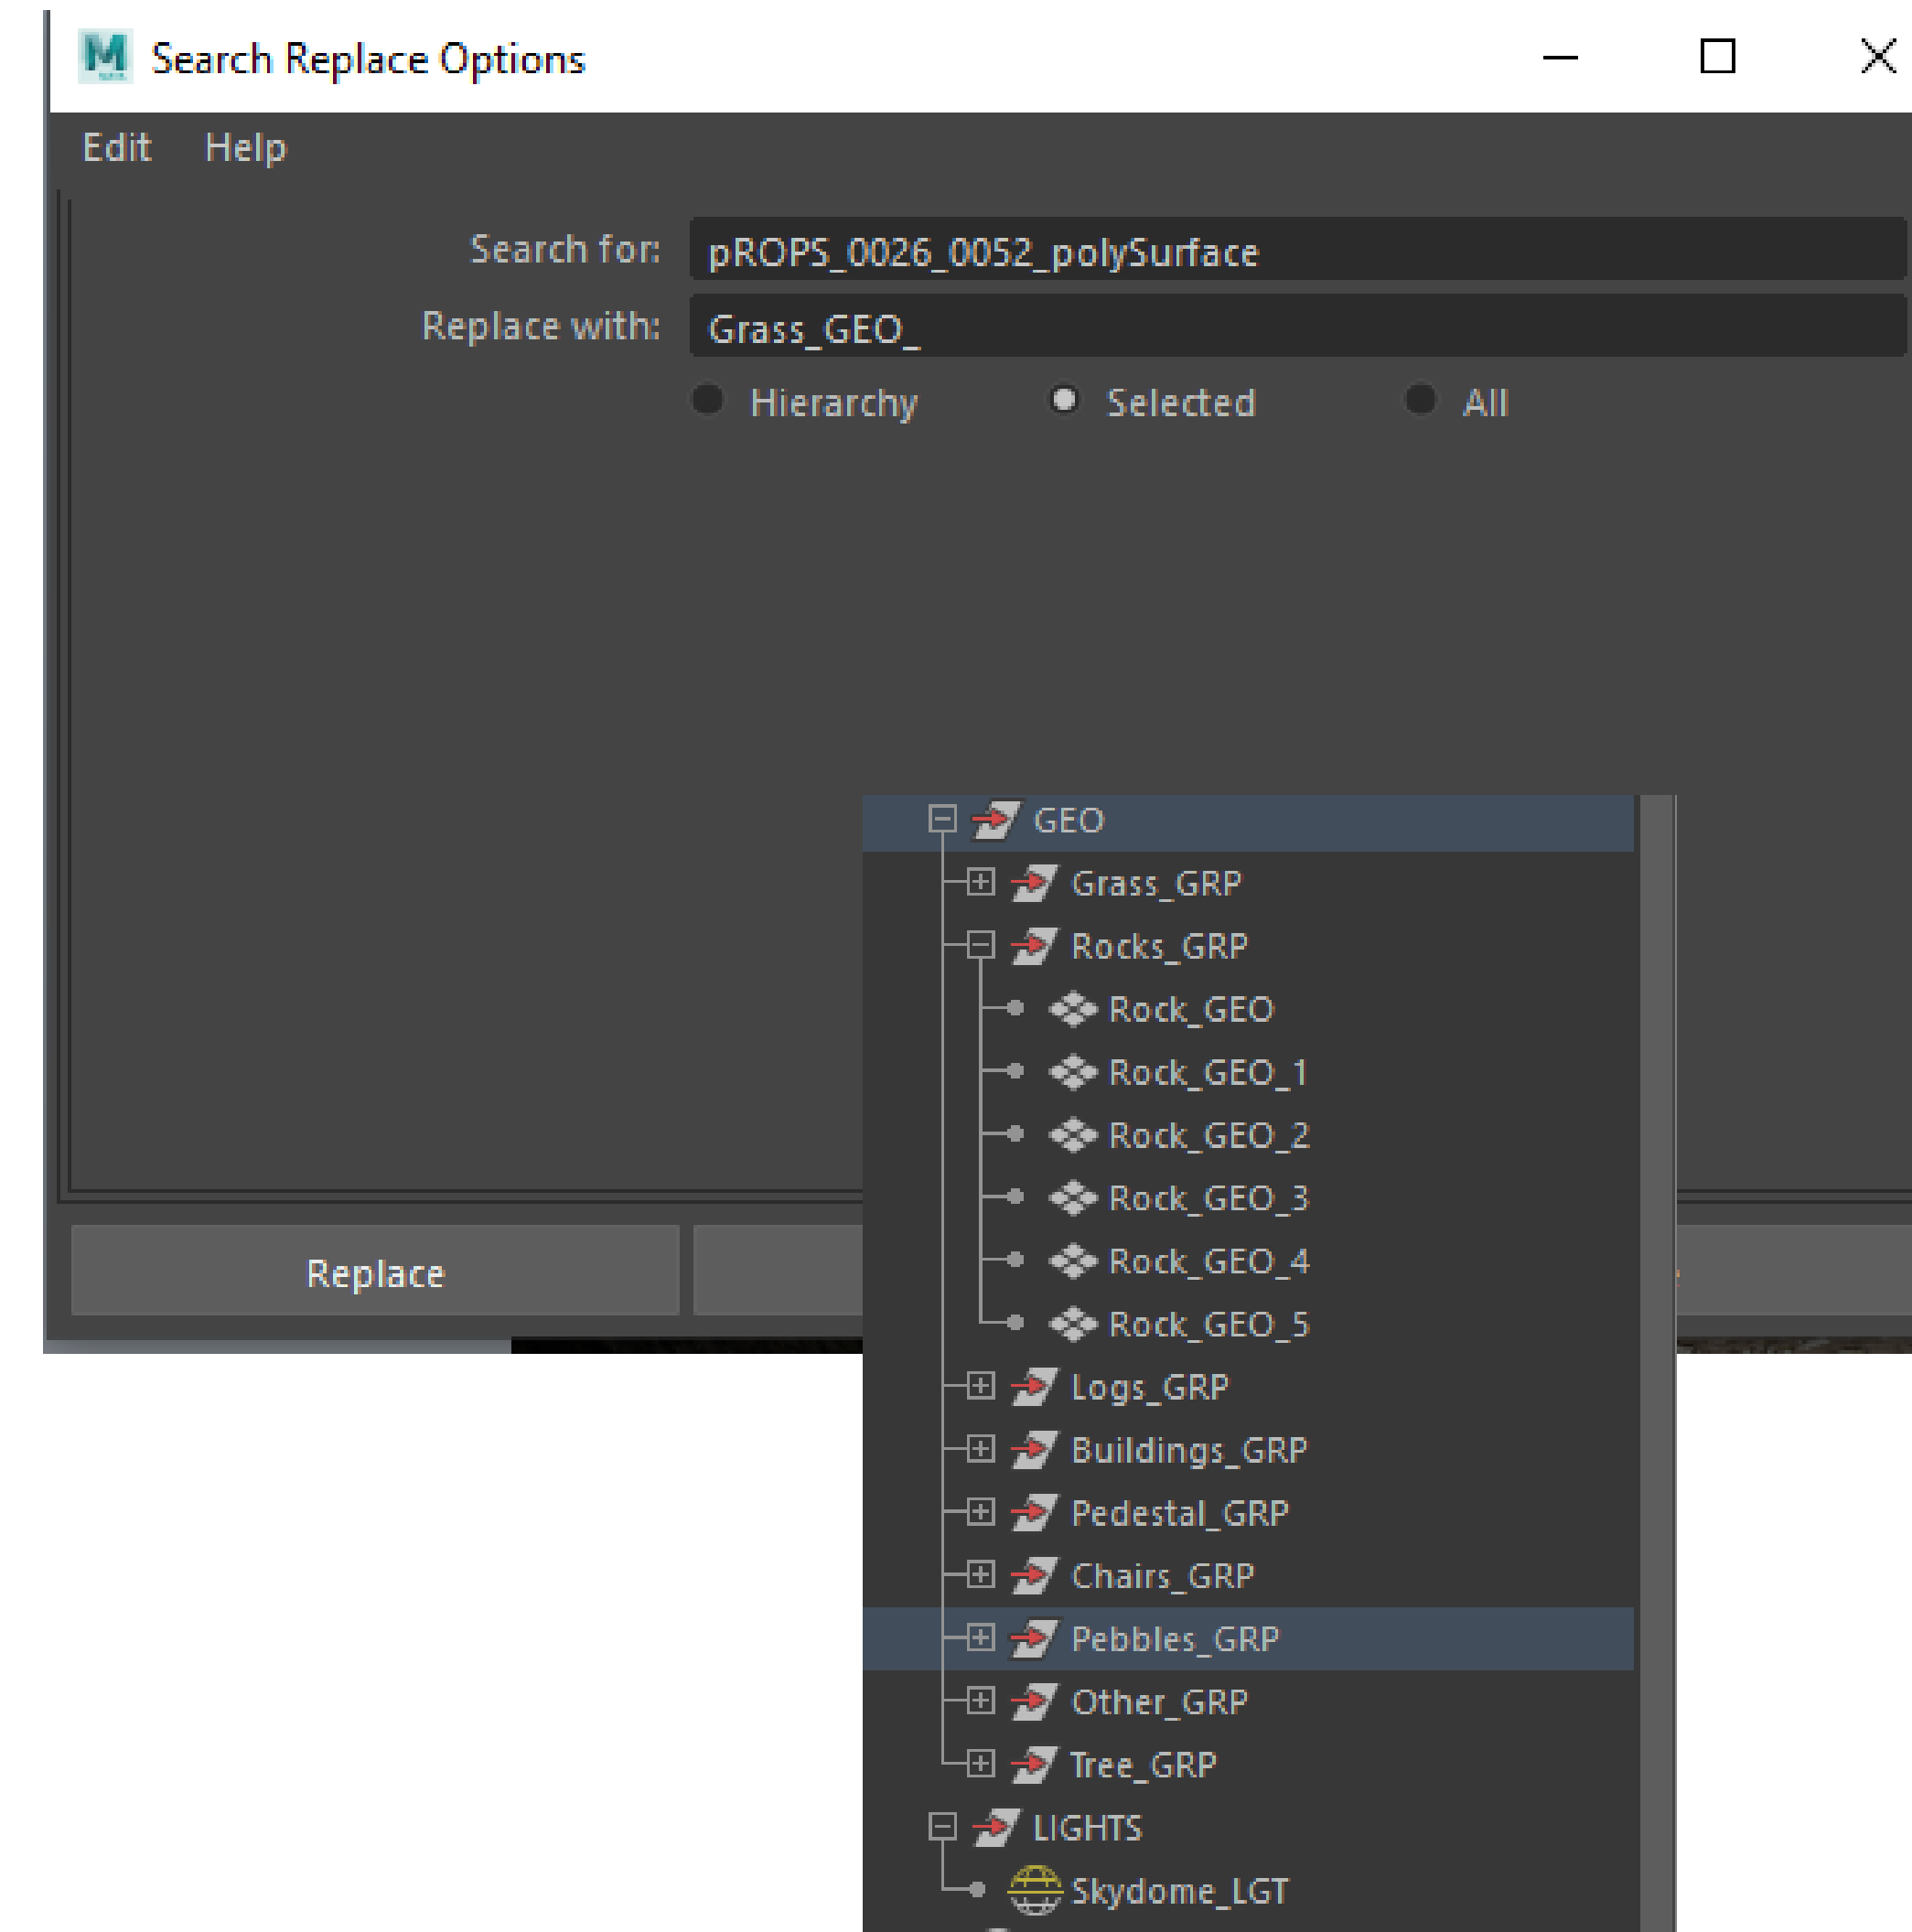 Search Replace Options
Edit Help
Search for: pROPS_0026_0052_polySurface
Replace with: Grass_GEO_
Hierarchy Selected All
Replace
GEO
Grass_GRP
Rocks_GRP
Rock_GEO
Rock_GEO_1
Rock_GEO_2
Rock_GEO_3
Rock_GEO_4
Rock_GEO_5
Logs_GRP
Buildings_GRP
Pedestal_GRP
Chairs_GRP
Pebbles_GRP
Other_GRP
Tree_GRP
LIGHTS
Skydome_LGT